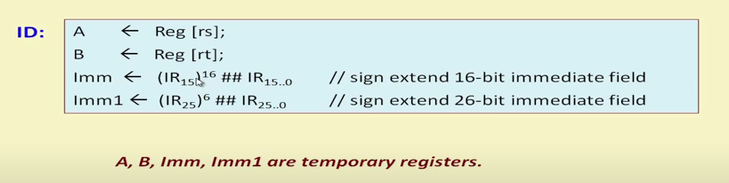 ID: A ← Reg [rs];
B ← Reg [rt];
Imm ← (IR₁₅)¹⁶ ## IR₁₅..₀ // sign extend 16-bit immediate field
Imm1 ← (IR₂₅)⁶ ## IR₂₅..₀ // sign extend 26-bit immediate field
A, B, Imm, Imm1 are temporary registers.